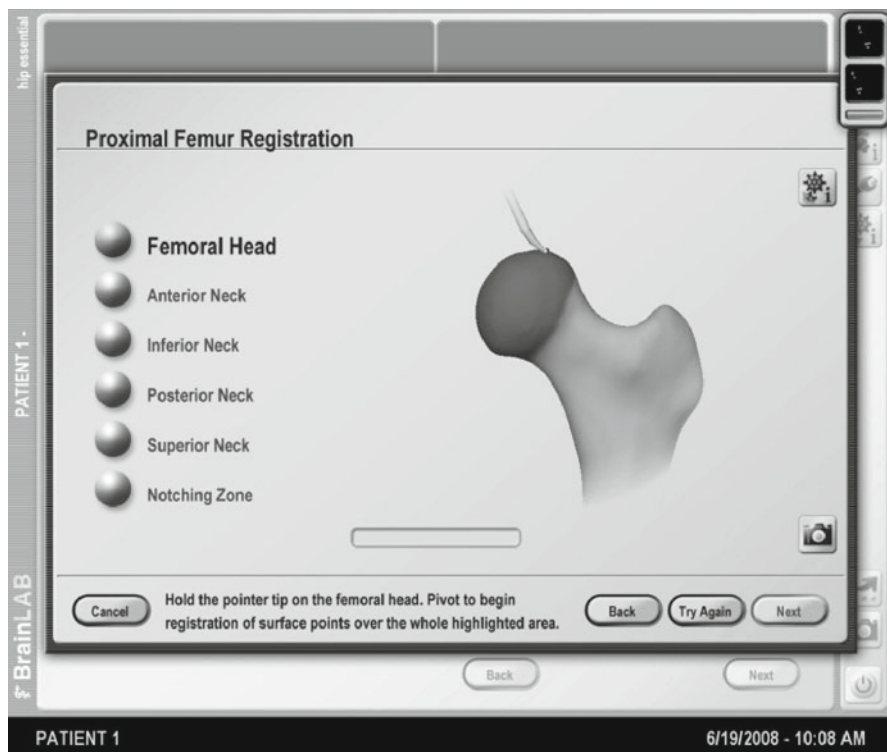 hip essential
Proximal Femur Registration
Femoral Head
Anterior Neck
Inferior Neck
Posterior Neck
Superior Neck
Notching Zone
PATIENT 1 -
BrainLAB
Cancel
Hold the pointer tip on the femoral head. Pivot to begin
registration of surface points over the whole highlighted area.
Back
Try Again
Next
Back
Next
PATIENT 1
6/19/2008 - 10:08 AM